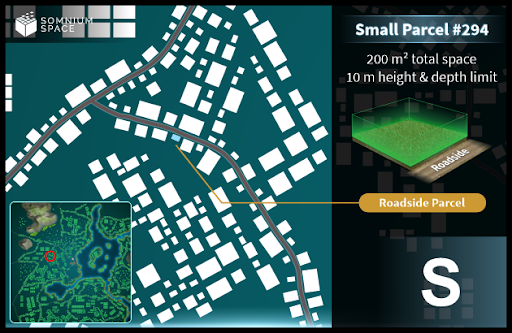 SOMNIUM
SPACE
Small Parcel #294
200 m² total space
10 m height & depth limit
Roadside
Roadside Parcel
S